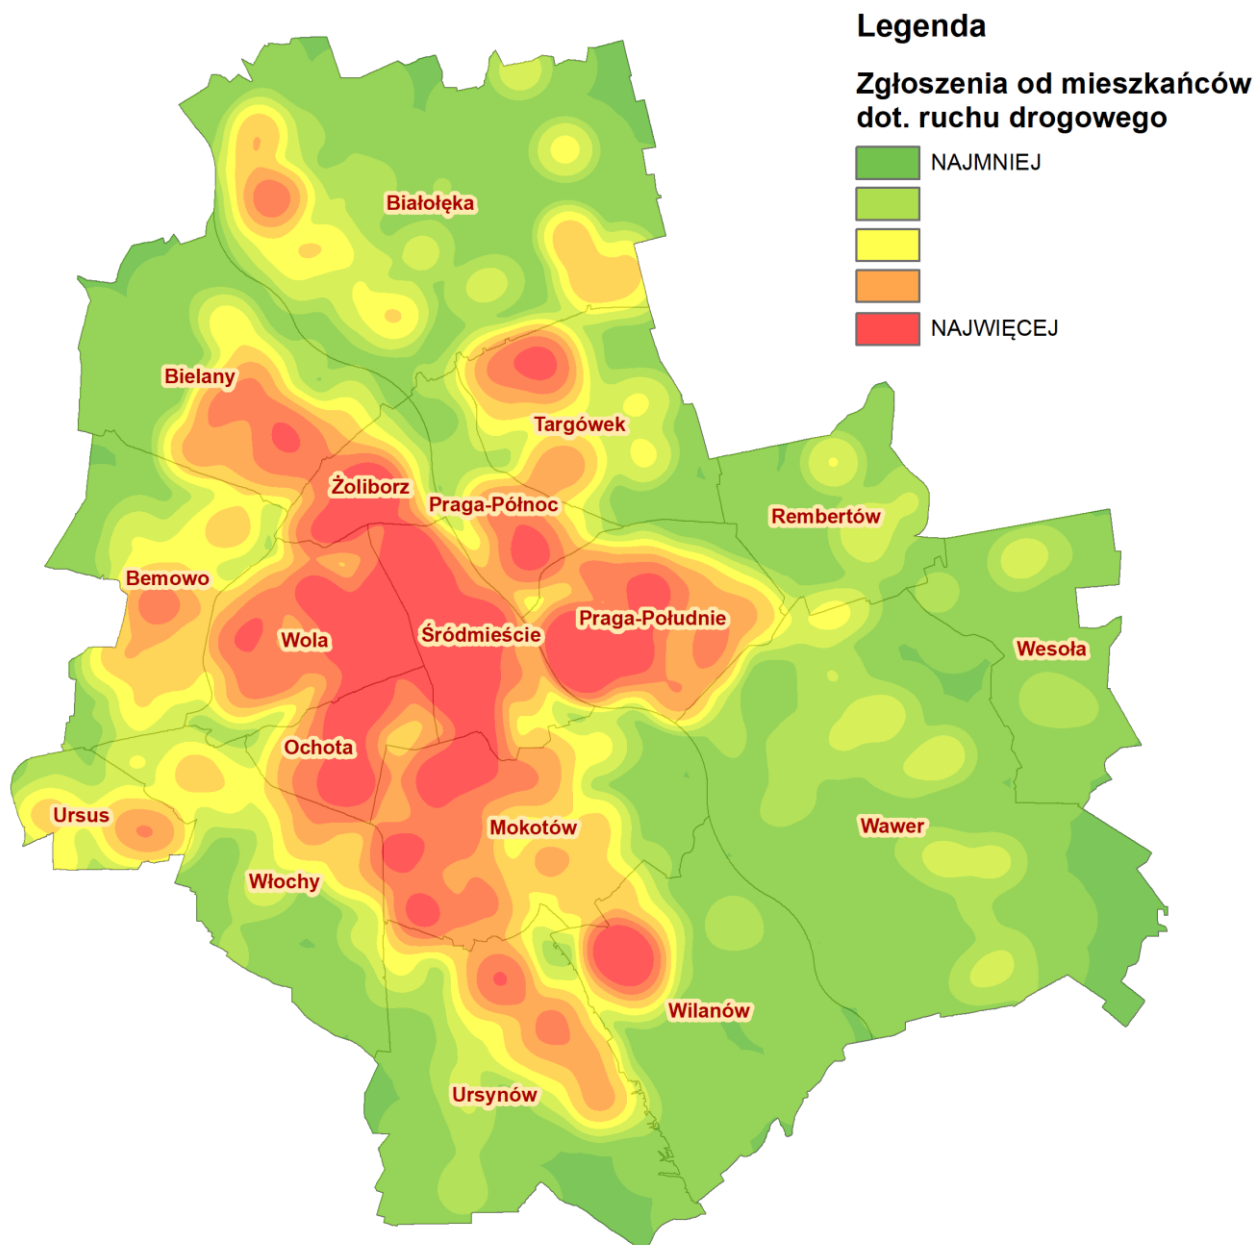 Legenda
Zgłoszenia od mieszkańców
dot. ruchu drogowego
NAJMNIEJ
NAJWIĘCEJ
Białołęka
Bielany
Targówek
Żoliborz
Praga-Północ
Rembertów
Bemowo
Praga-Południe
Śródmieście
Wola
Wesoła
Ochota
Ursus
Mokotów
Wawer
Włochy
Wilanów
Ursynów